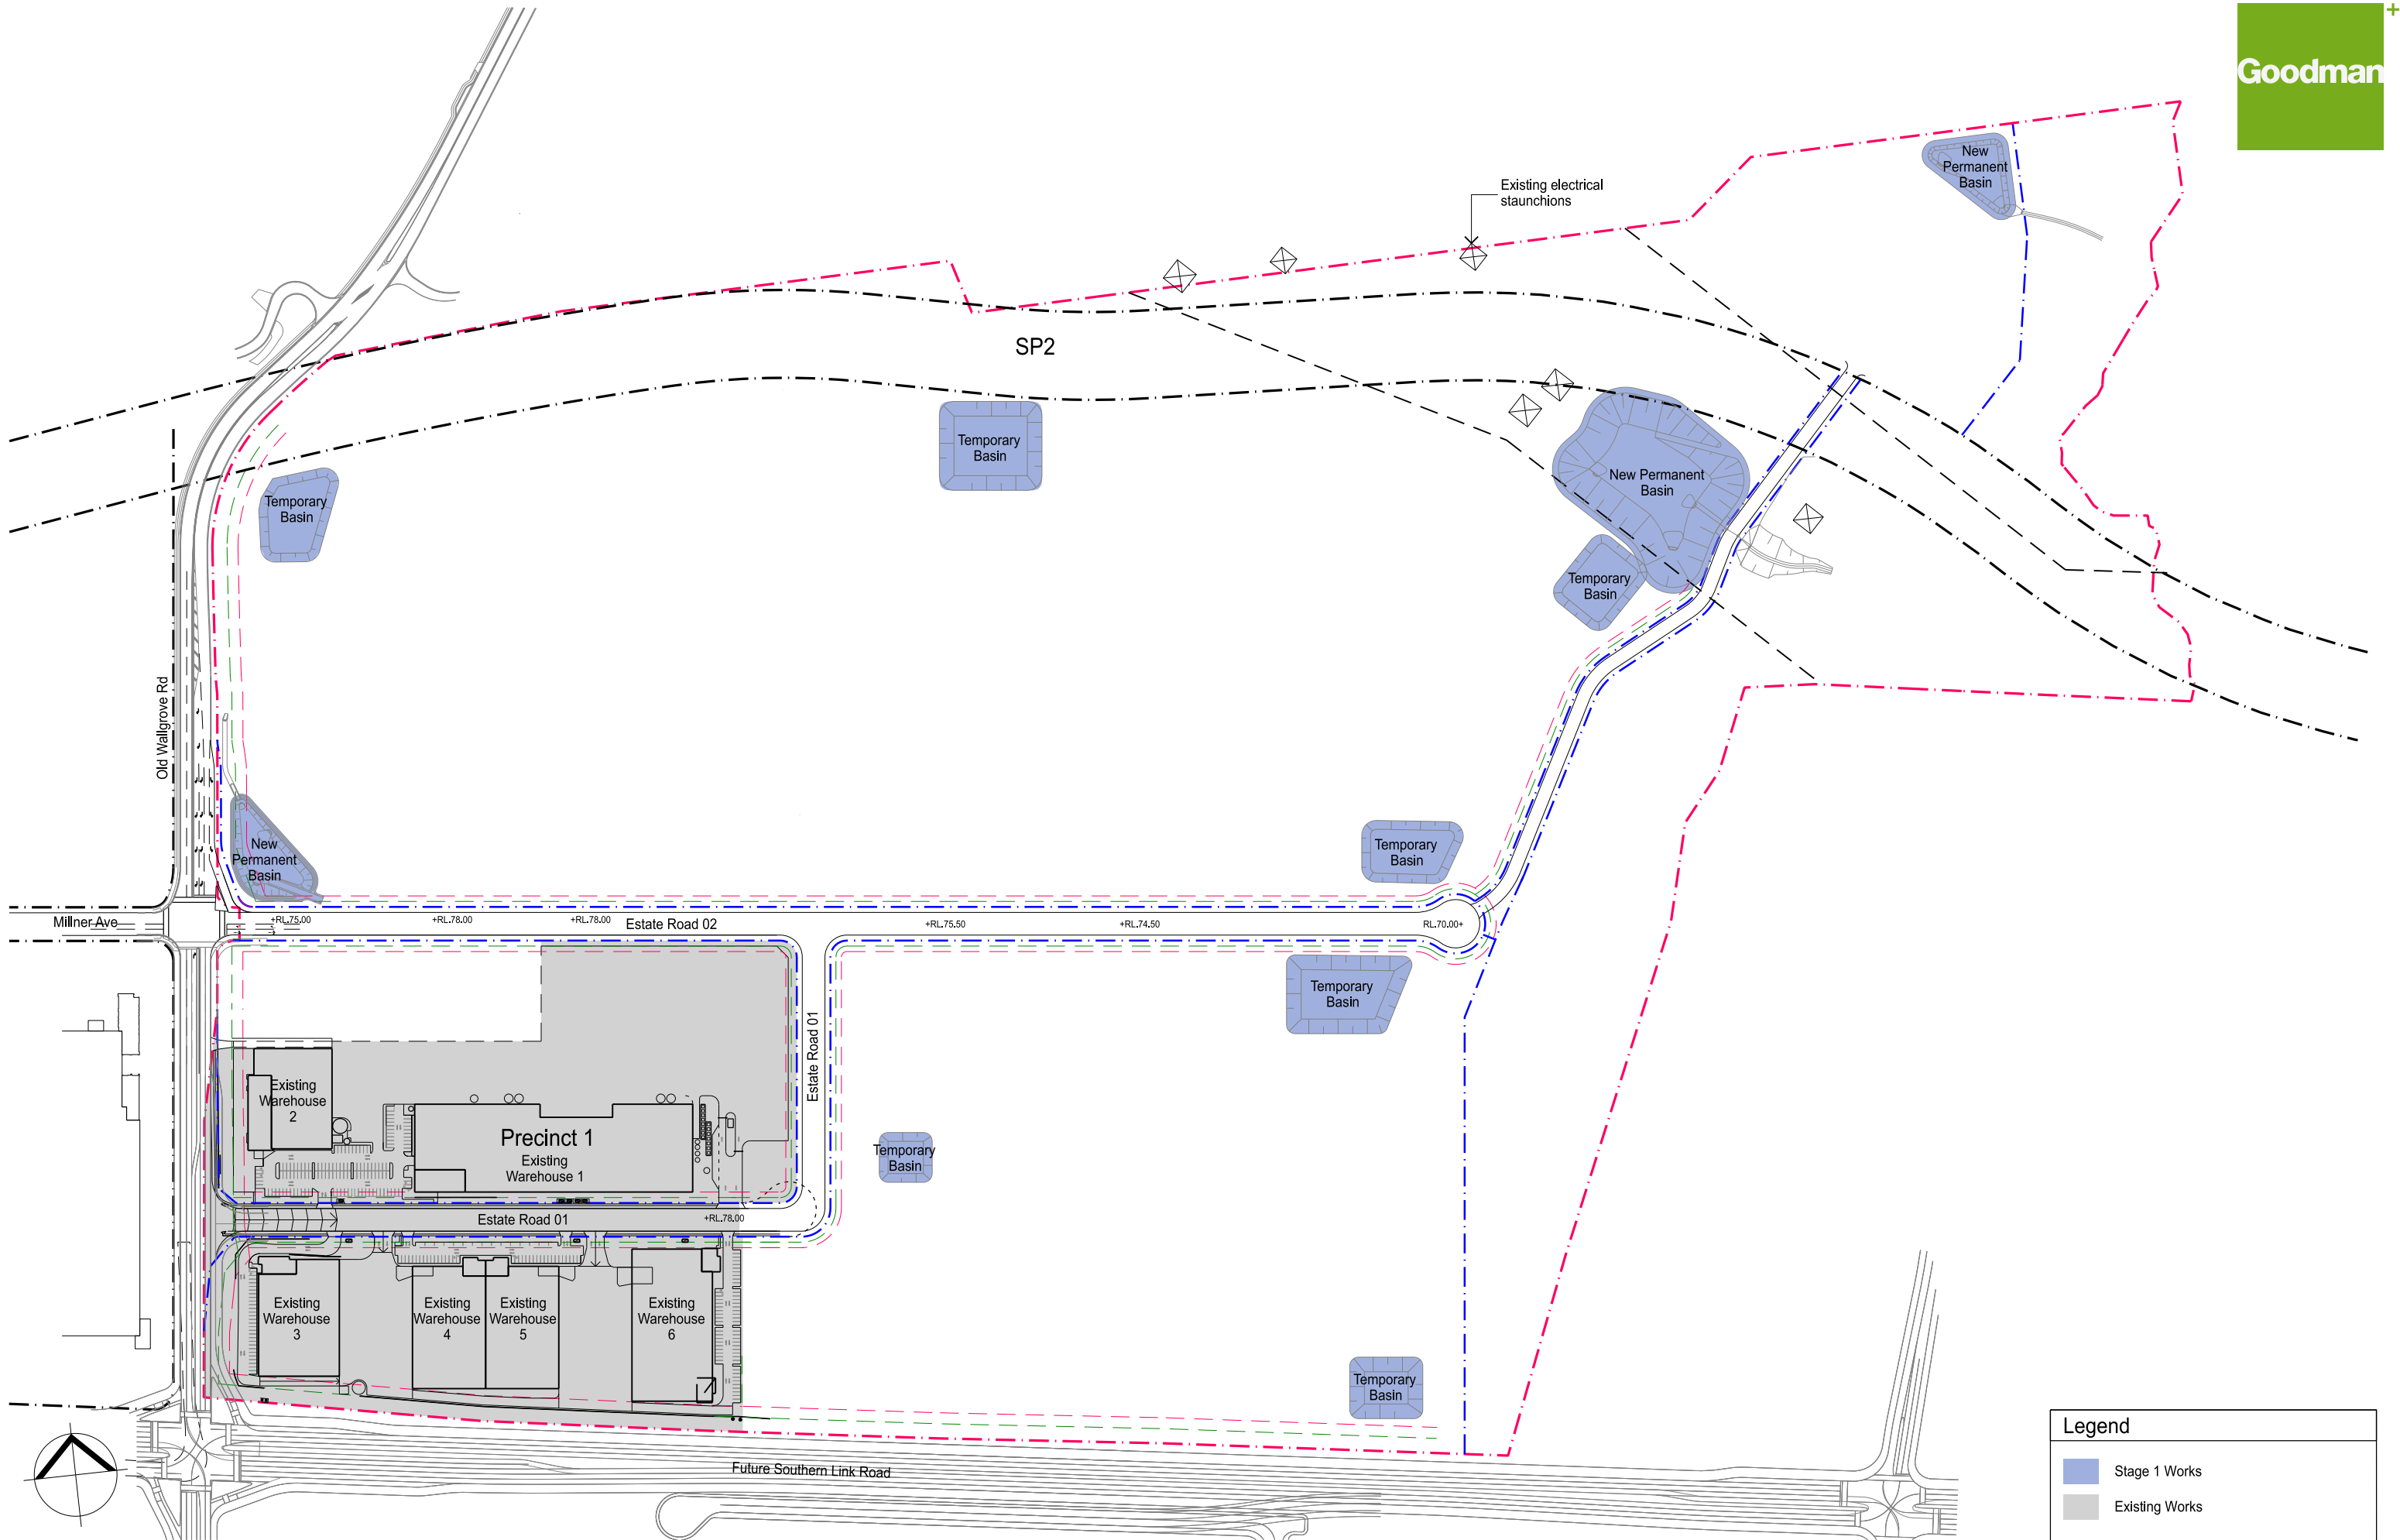 Goodman
+
New
Permanent
Basin
Existing electrical
staunchions
SP2
Temporary
Basin
Temporary
Basin
New Permanent
Basin
Temporary
Basin
Old Wallgrove Rd
New
Permanent
Basin
Temporary
Basin
Millner Ave
+RL.75.00
+RL.78.00
+RL.78.00
Estate Road 02
+RL.75.50
+RL.74.50
RL.70.00+
Temporary
Basin
Estate Road 01
Existing
Warehouse
2
Precinct 1
Existing
Warehouse 1
Temporary
Basin
Estate Road 01
+RL.78.00
Existing
Warehouse
3
Existing
Warehouse
4
Existing
Warehouse
5
Existing
Warehouse
6
Temporary
Basin
Future Southern Link Road
Legend
Stage 1 Works
Existing Works